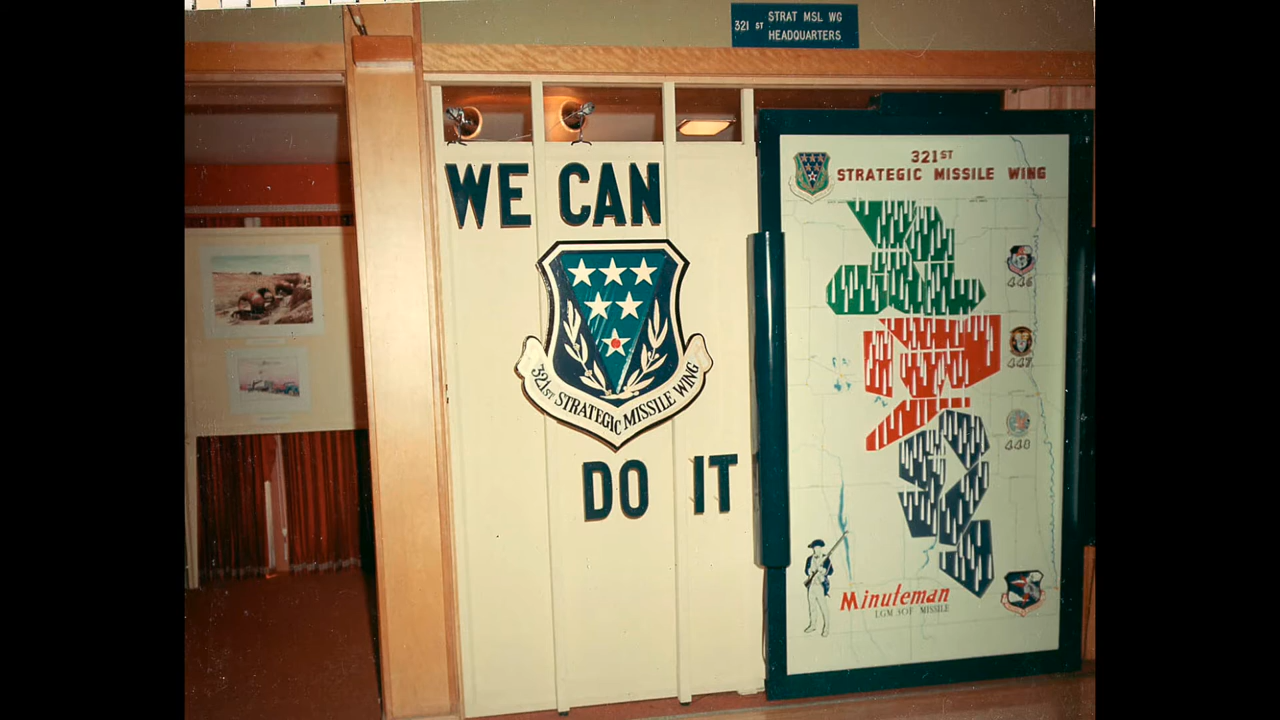 321 ST STRAT MSL WG
HEADQUARTERS
WE CAN
321ST STRATEGIC MISSILE WING
DO IT
321ST
STRATEGIC MISSILE WING
446
447
448
Minuteman
LGM 30F MISSILE